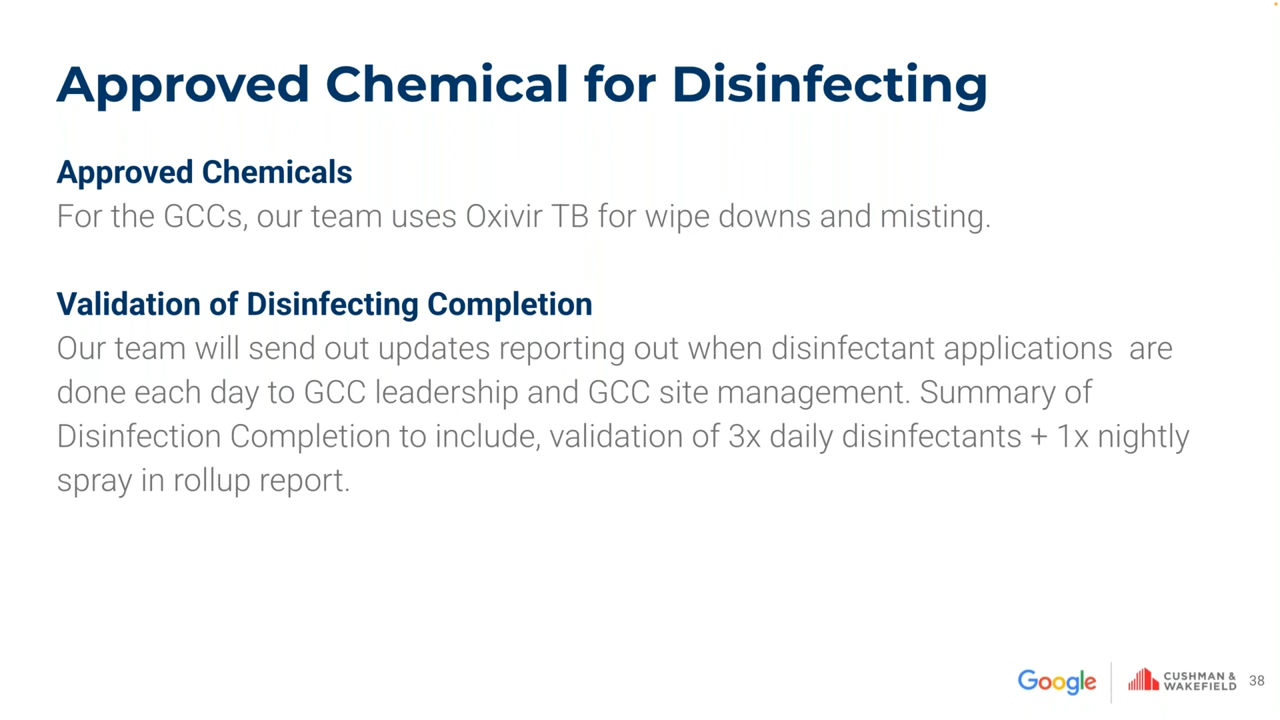 Approved Chemical for Disinfecting
Approved Chemicals
For the GCCs, our team uses Oxivir TB for wipe downs and misting.
Validation of Disinfecting Completion
Our team will send out updates reporting out when disinfectant applications  are
done each day to GCC leadership and GCC site management. Summary of
Disinfection Completion to include, validation of 3x daily disinfectants + 1x nightly
spray in rollup report.
Google
CUSHMAN &
WAKEFIELD
38